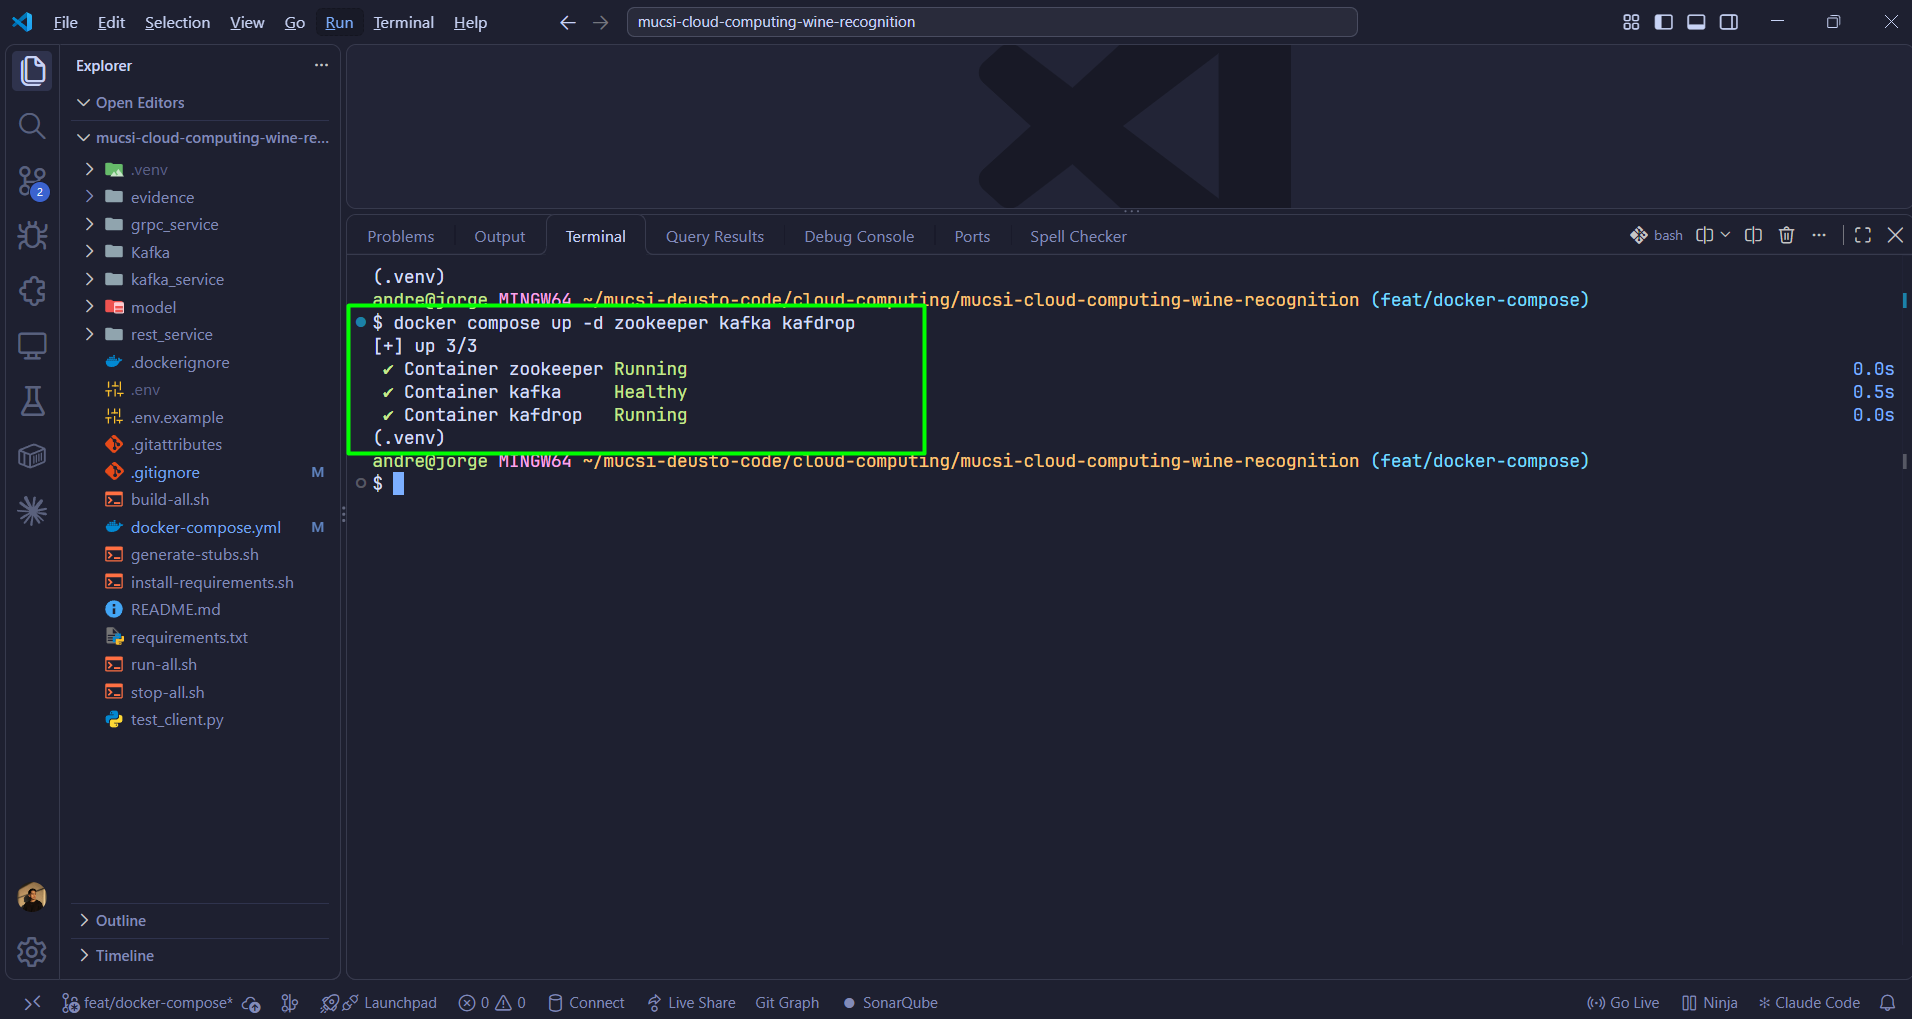 File Edit Selection View Go Run Terminal Help
mucsi-cloud-computing-wine-recognition
Explorer
Open Editors
mucsi-cloud-computing-wine-re...
.venv
evidence
grpc_service
Kafka
kafka_service
model
rest_service
.dockerignore
.env
.env.example
.gitattributes
.gitignore M
build-all.sh
docker-compose.yml M
generate-stubs.sh
install-requirements.sh
README.md
requirements.txt
run-all.sh
stop-all.sh
test_client.py
Outline
Timeline
2
Problems Output Terminal Query Results Debug Console Ports Spell Checker
bash
(.venv)
andre@jorge MINGW64 ~/mucsi-deusto-code/cloud-computing/mucsi-cloud-computing-wine-recognition (feat/docker-compose)
$ docker compose up -d zookeeper kafka kafdrop
[+] up 3/3
✔ Container zookeeper Running 0.0s
✔ Container kafka Healthy 0.5s
✔ Container kafdrop Running 0.0s
(.venv)
andre@jorge MINGW64 ~/mucsi-deusto-code/cloud-computing/mucsi-cloud-computing-wine-recognition (feat/docker-compose)
$
feat/docker-compose* Launchpad 0 0 Connect Live Share Git Graph SonarQube Go Live Ninja Claude Code